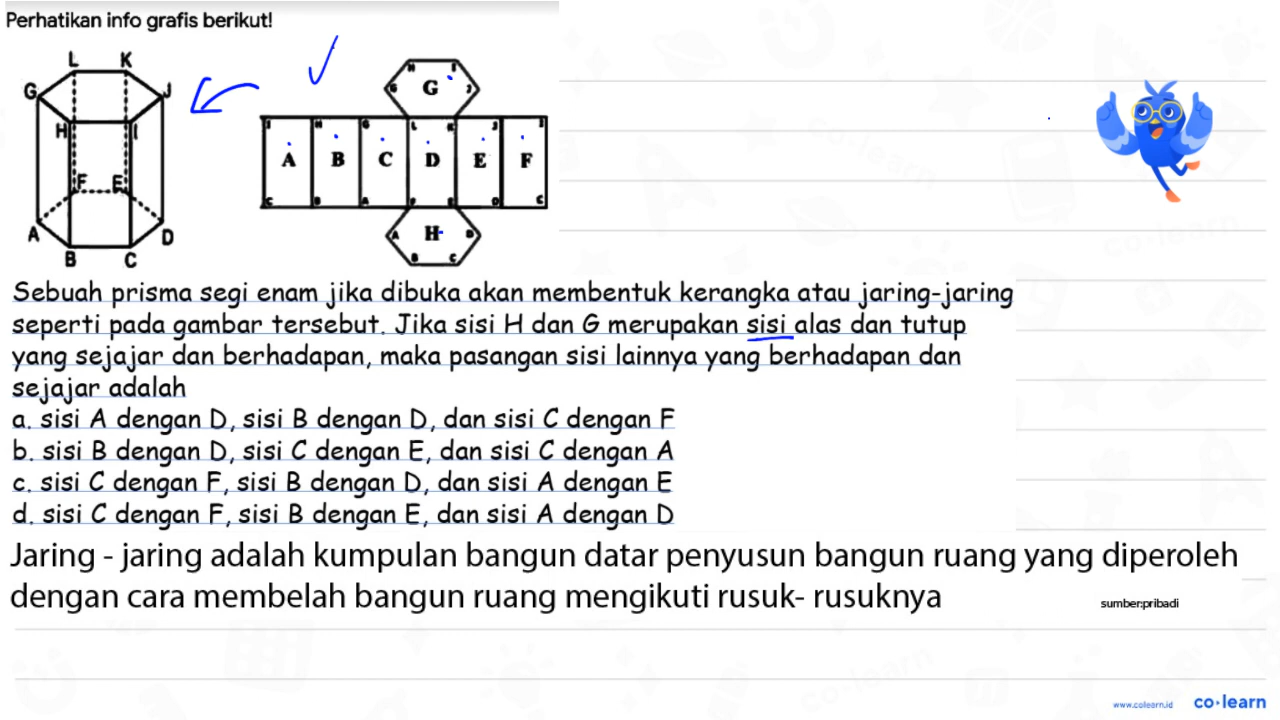 Perhatikan info grafis berikut!
L K
G J
H I
F E
A D
B C
H I
G G J
I H G L K J I
A B C D E F
C B A F E D C
A H D
B C
Sebuah prisma segi enam jika dibuka akan membentuk kerangka atau jaring-jaring
seperti pada gambar tersebut. Jika sisi H dan G merupakan sisi alas dan tutup
yang sejajar dan berhadapan, maka pasangan sisi lainnya yang berhadapan dan
sejajar adalah
a. sisi A dengan D, sisi B dengan D, dan sisi C dengan F
b. sisi B dengan D, sisi C dengan E, dan sisi C dengan A
c. sisi C dengan F, sisi B dengan D, dan sisi A dengan E
d. sisi C dengan F, sisi B dengan E, dan sisi A dengan D
Jaring - jaring adalah kumpulan bangun datar penyusun bangun ruang yang diperoleh
dengan cara membelah bangun ruang mengikuti rusuk- rusuknya
sumber:pribadi
www.colearn.id co·learn